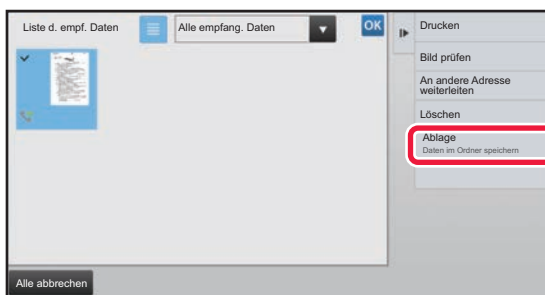 Liste d. empf. Daten
Alle empfang. Daten
OK
Drucken
Bild prüfen
An andere Adresse
weiterleiten
Löschen
Ablage
Daten im Ordner speichern
Alle abbrechen